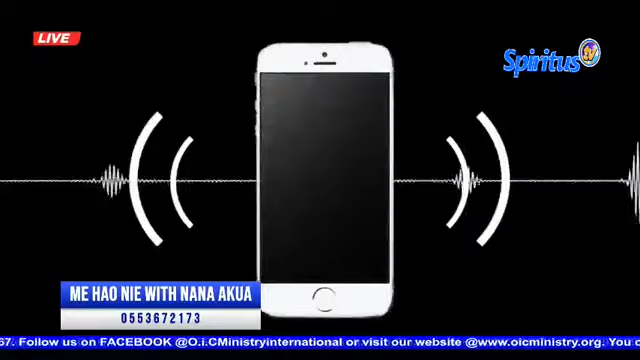 LIVE
Spiritus tv
ME HAO NIE WITH NANA AKUA
0553672173
67. Follow us on FACEBOOK @O.i.CMinistryinternational or visit our website @www.oicministry.org. You c